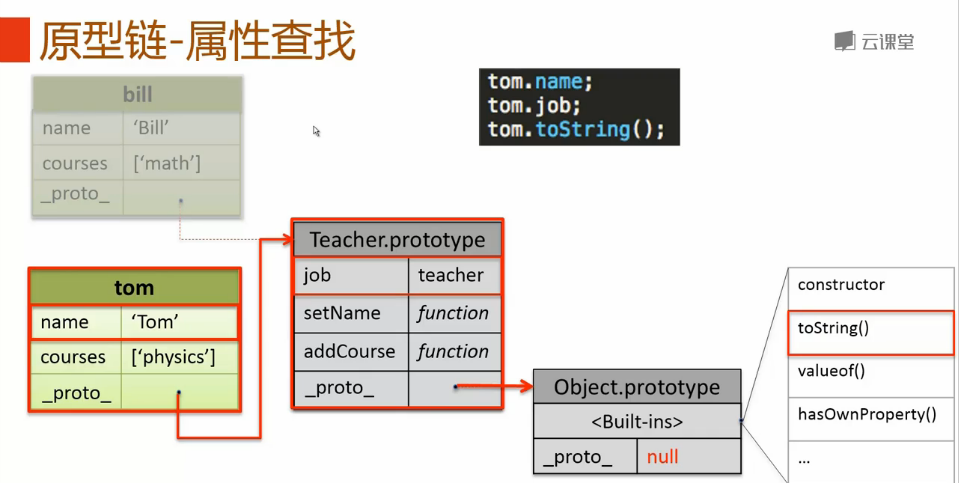 原型链-属性查找
云课堂
bill
name ‘Bill’
courses [‘math’]
_proto_
tom.name;
tom.job;
tom.toString();
Teacher.prototype
job teacher
setName function
addCourse function
_proto_
tom
name ‘Tom’
courses [‘physics’]
_proto_
Object.prototype
<Built-ins>
_proto_ null
constructor
toString()
valueof()
hasOwnProperty()
...